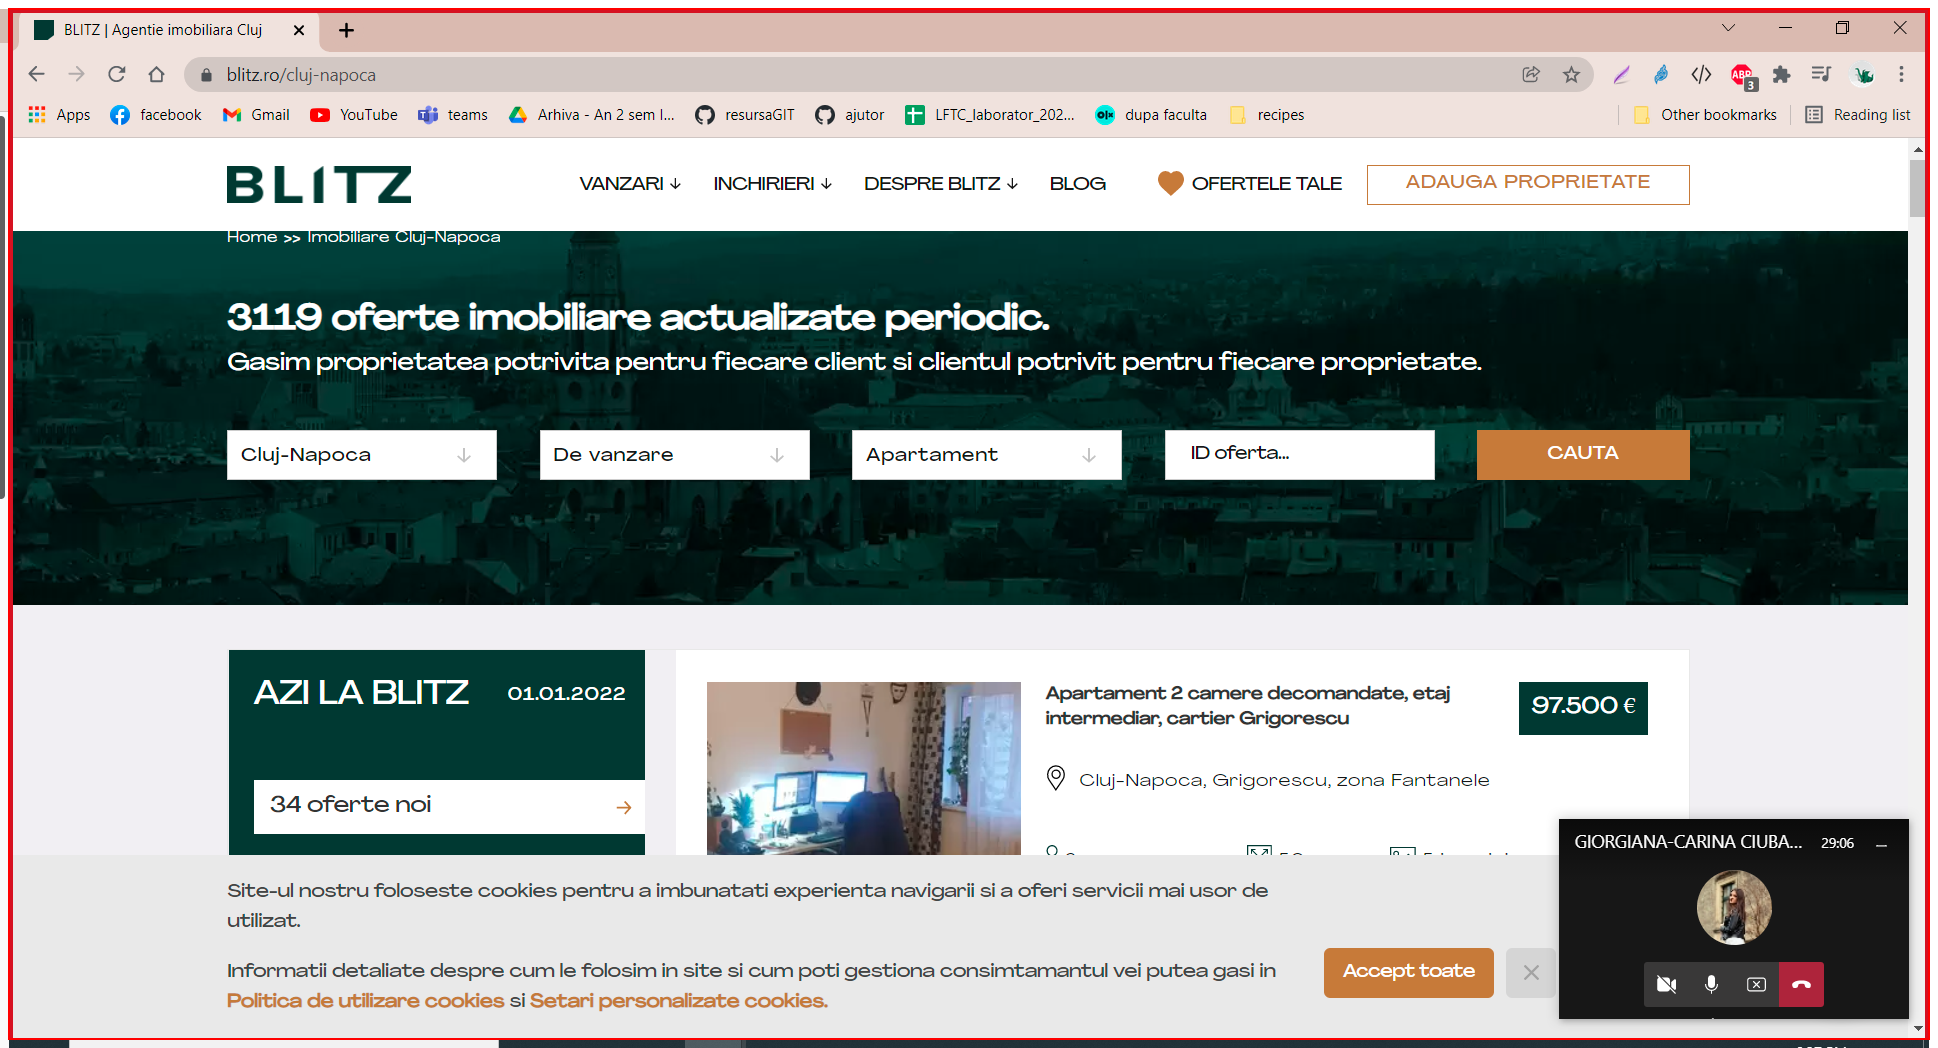 BLITZ | Agentie imobiliara Cluj
blitz.ro/cluj-napoca
ABP 3
Apps facebook Gmail YouTube teams Arhiva - An 2 sem I... resursaGIT ajutor LFTC_laborator_202... dupa faculta recipes Other bookmarks Reading list
BLITZ
VANZARI INCHIRIERI DESPRE BLITZ BLOG OFERTELE TALE ADAUGA PROPRIETATE
Home >> Imobiliare Cluj-Napoca
3119 oferte imobiliare actualizate periodic.
Gasim proprietatea potrivita pentru fiecare client si clientul potrivit pentru fiecare proprietate.
Cluj-Napoca De vanzare Apartament ID oferta... CAUTA
AZI LA BLITZ 01.01.2022
34 oferte noi
Apartament 2 camere decomandate, etaj
intermediar, cartier Grigorescu
97.500 €
Cluj-Napoca, Grigorescu, zona Fantanele
GIORGIANA-CARINA CIUBA... 29:06
Site-ul nostru foloseste cookies pentru a imbunatati experienta navigarii si a oferi servicii mai usor de
utilizat.
Informatii detaliate despre cum le folosim in site si cum poti gestiona consimtamantul vei putea gasi in
Politica de utilizare cookies si Setari personalizate cookies.
Accept toate